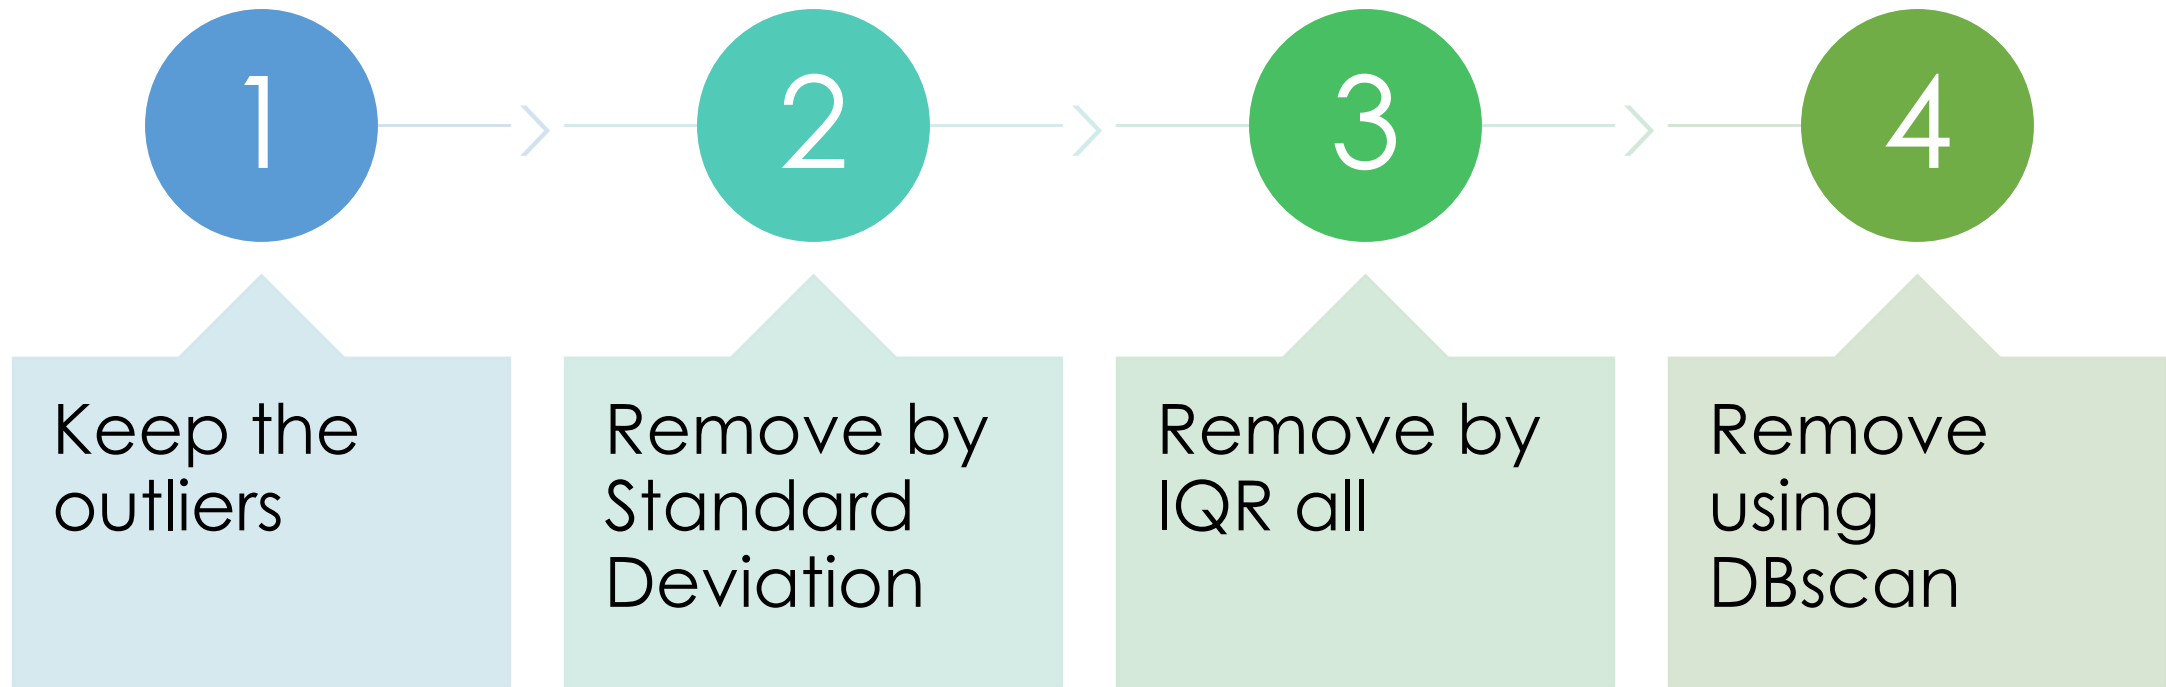 1
2
3
4
Keep the
outliers
Remove by
Standard
Deviation
Remove by
IQR all
Remove
using
DBscan